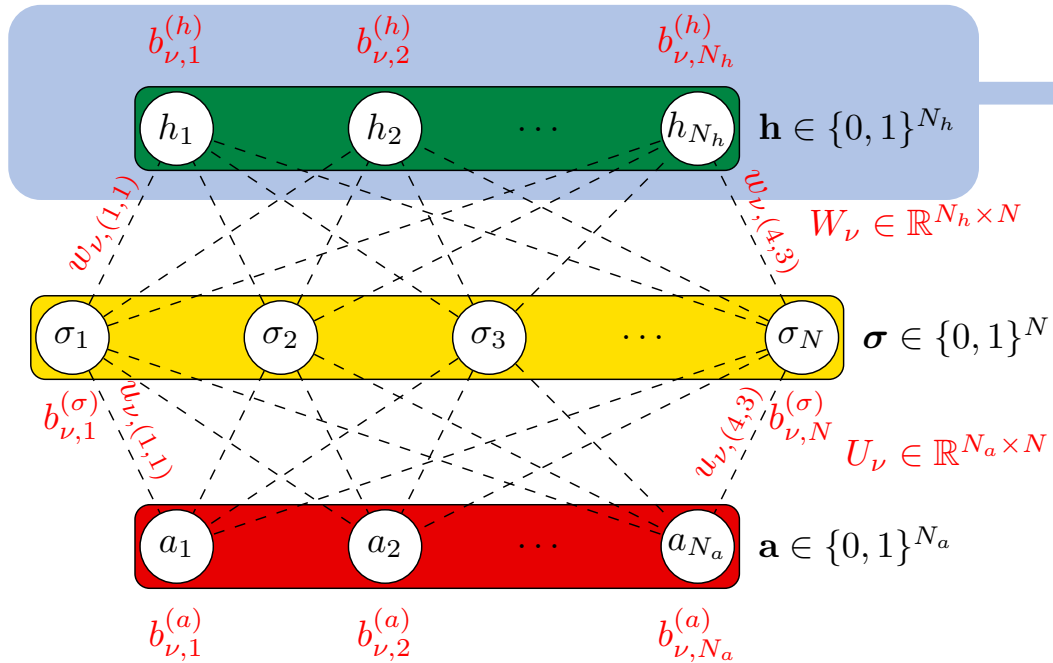 b_{ν,1}^{(h)} b_{ν,2}^{(h)} b_{ν,N_h}^{(h)}
h_1 h_2 ⋯ h_{N_h} 𝐡 ∈ {0, 1}^{N_h}
w_{ν,(1,1)} w_{ν,(4,3)} W_ν ∈ ℝ^{N_h×N}
σ_1 σ_2 σ_3 ⋯ σ_N 𝛔 ∈ {0, 1}^N
b_{ν,1}^{(σ)} u_{ν,(1,1)} u_{ν,(4,3)} b_{ν,N}^{(σ)}
U_ν ∈ ℝ^{N_a×N}
a_1 a_2 ⋯ a_{N_a} 𝐚 ∈ {0, 1}^{N_a}
b_{ν,1}^{(a)} b_{ν,2}^{(a)} b_{ν,N_a}^{(a)}